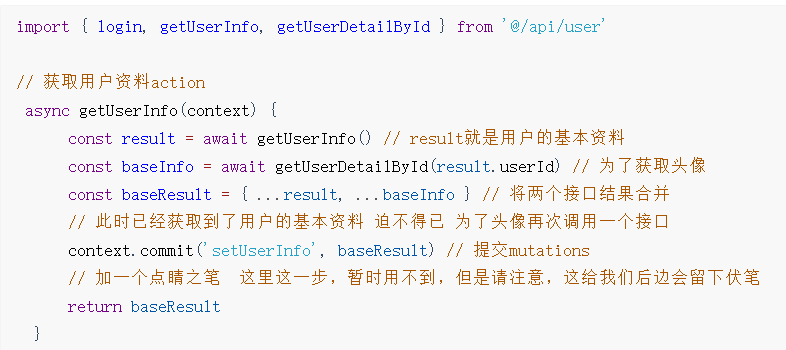 import { login, getUserInfo, getUserDetailById } from '@/api/user'
// 获取用户资料action
async getUserInfo(context) {
const result = await getUserInfo() // result就是用户的基本资料
const baseInfo = await getUserDetailById(result.userId) // 为了获取头像
const baseResult = { ...result, ...baseInfo } // 将两个接口结果合并
// 此时已经获取到了用户的基本资料 迫不得已 为了头像再次调用一个接口
context.commit('setUserInfo', baseResult) // 提交mutations
// 加一个点睛之笔 这里这一步，暂时用不到，但是请注意，这给我们后边会留下伏笔
return baseResult
}